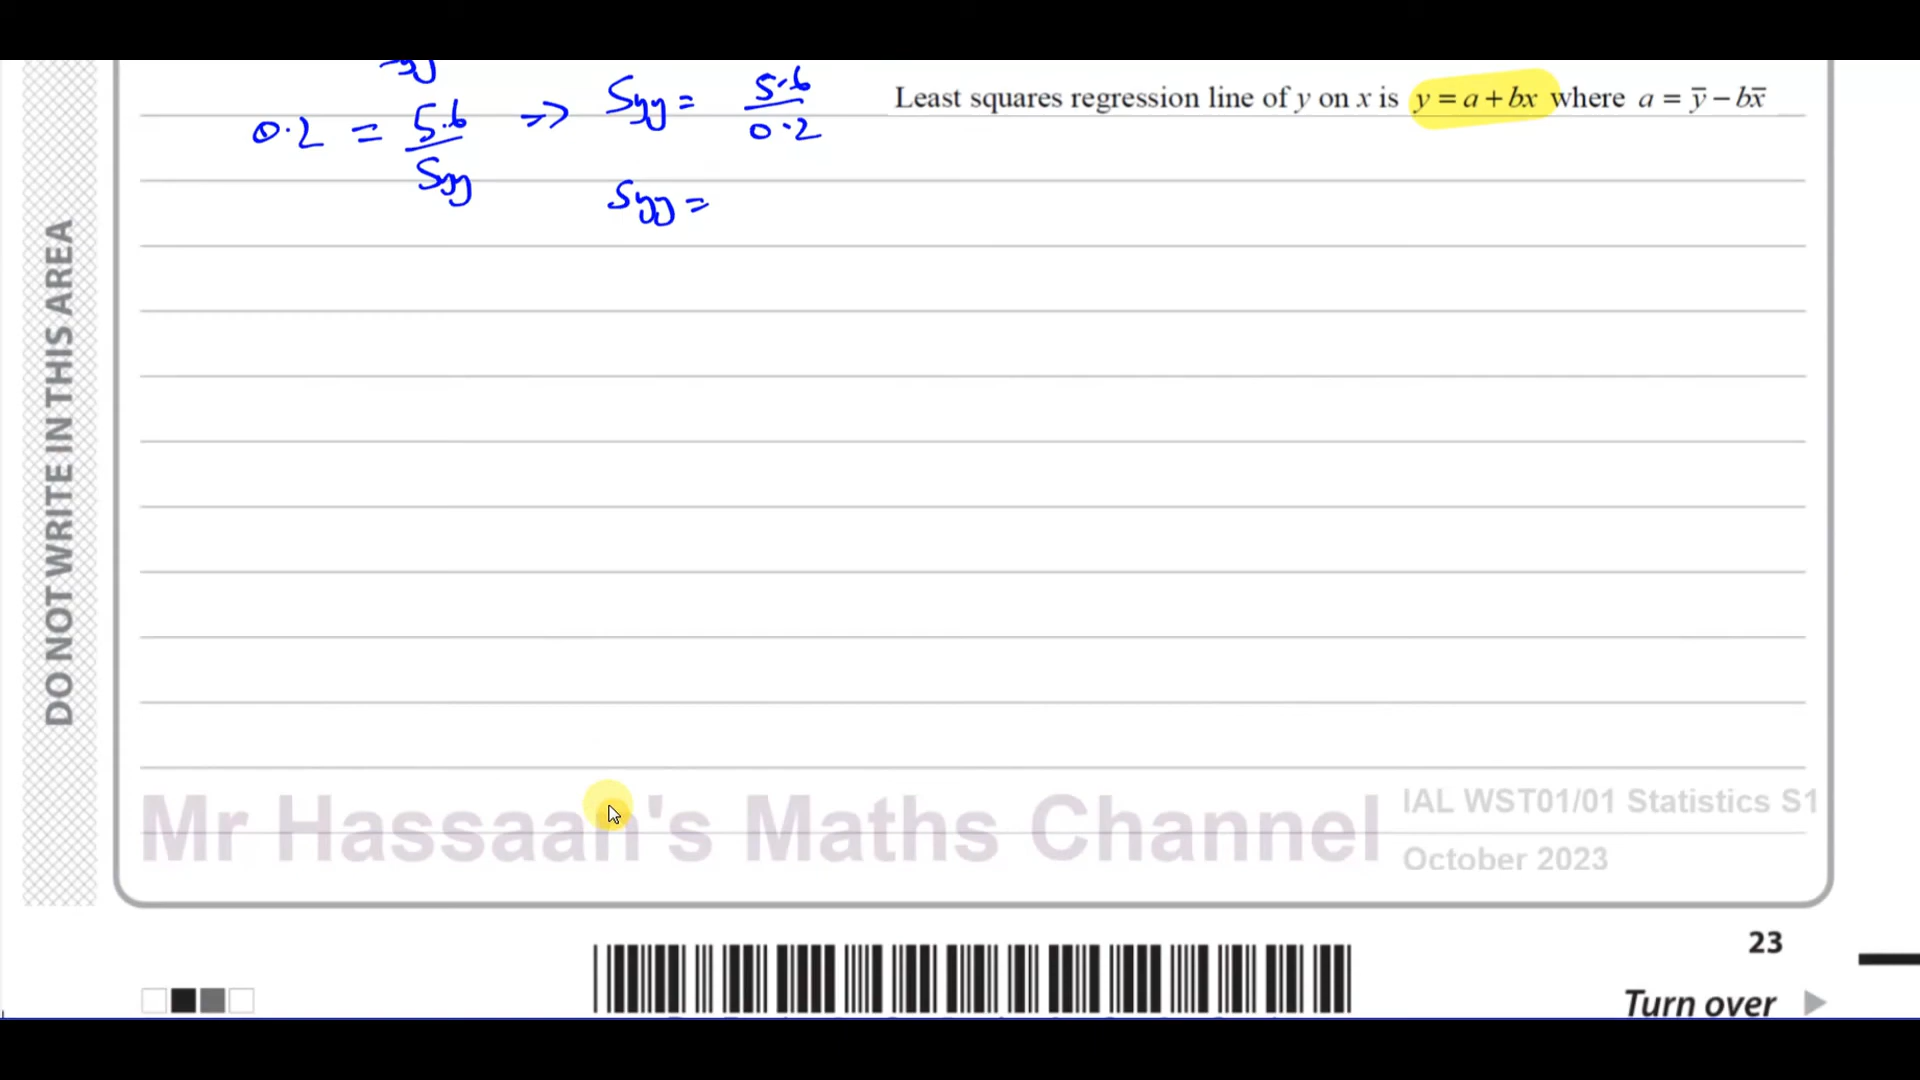 Syy = 5.6 / 0.2
0.2 = 5.6 / Syy => 
Syy =
Least squares regression line of y on x is y = a + bx where a = ȳ − bx̄
DO NOT WRITE IN THIS AREA
Mr Hassaan's Maths Channel
IAL WST01/01 Statistics S1
October 2023
23
Turn over